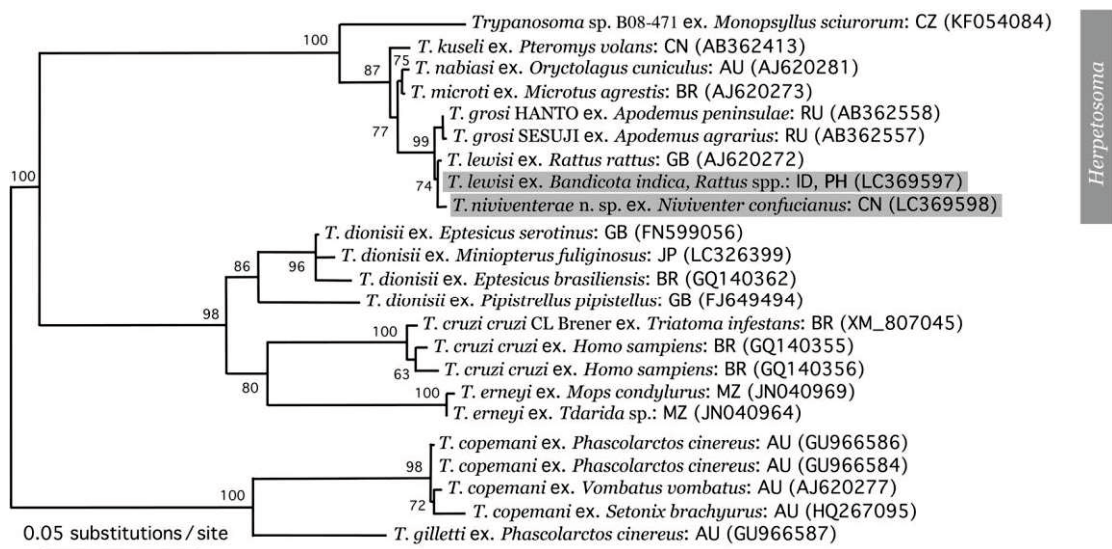 Trypanosoma sp. B08-471 ex. Monopsyllus sciurorum: CZ (KF054084)
100
T. kuseli ex. Pteromys volans: CN (AB362413)
75
87
T. nabiasi ex. Oryctolagus cuniculus: AU (AJ620281)
T. microti ex. Microtus agrestis: BR (AJ620273)
77
T. grosi HANTO ex. Apodemus peninsulae: RU (AB362558)
T. grosi SESUJI ex. Apodemus agrarius: RU (AB362557)
99
T. lewisi ex. Rattus rattus: GB (AJ620272)
74
T. lewisi ex. Bandicota indica, Rattus spp.: ID, PH (LC369597)
T. niviventerae n. sp. ex. Niviventer confucianus: CN (LC369598)
Herpetosoma
100
T. dionisii ex. Eptesicus serotinus: GB (FN599056)
T. dionisii ex. Miniopterus fuliginosus: JP (LC326399)
86
96
T. dionisii ex. Eptesicus brasiliensis: BR (GQ140362)
T. dionisii ex. Pipistrellus pipistellus: GB (FJ649494)
98
T. cruzi cruzi CL Brener ex. Triatoma infestans: BR (XM_807045)
100
T. cruzi cruzi ex. Homo sampiens: BR (GQ140355)
63
T. cruzi cruzi ex. Homo sampiens: BR (GQ140356)
80
T. erneyi ex. Mops condylurus: MZ (JN040969)
100
T. erneyi ex. Tdarida sp.: MZ (JN040964)
T. copemani ex. Phascolarctos cinereus: AU (GU966586)
98
T. copemani ex. Phascolarctos cinereus: AU (GU966584)
T. copemani ex. Vombatus vombatus: AU (AJ620277)
100
72
T. copemani ex. Setonix brachyurus: AU (HQ267095)
T. gilletti ex. Phascolarctos cinereus: AU (GU966587)
0.05 substitutions / site